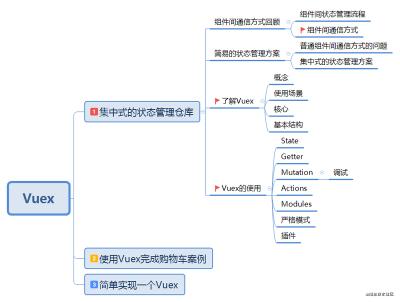 Vuex
1 集中式的状态管理仓库
组件间通信方式回顾
组件间状态管理流程
组件间通信方式
简易的状态管理方案
普通组件间通信方式的问题
集中式的状态管理方案
了解Vuex
概念
使用场景
核心
基本结构
Vuex的使用
State
Getter
Mutation
调试
Actions
Modules
严格模式
插件
2 使用Vuex完成购物车案例
3 简单实现一个Vuex